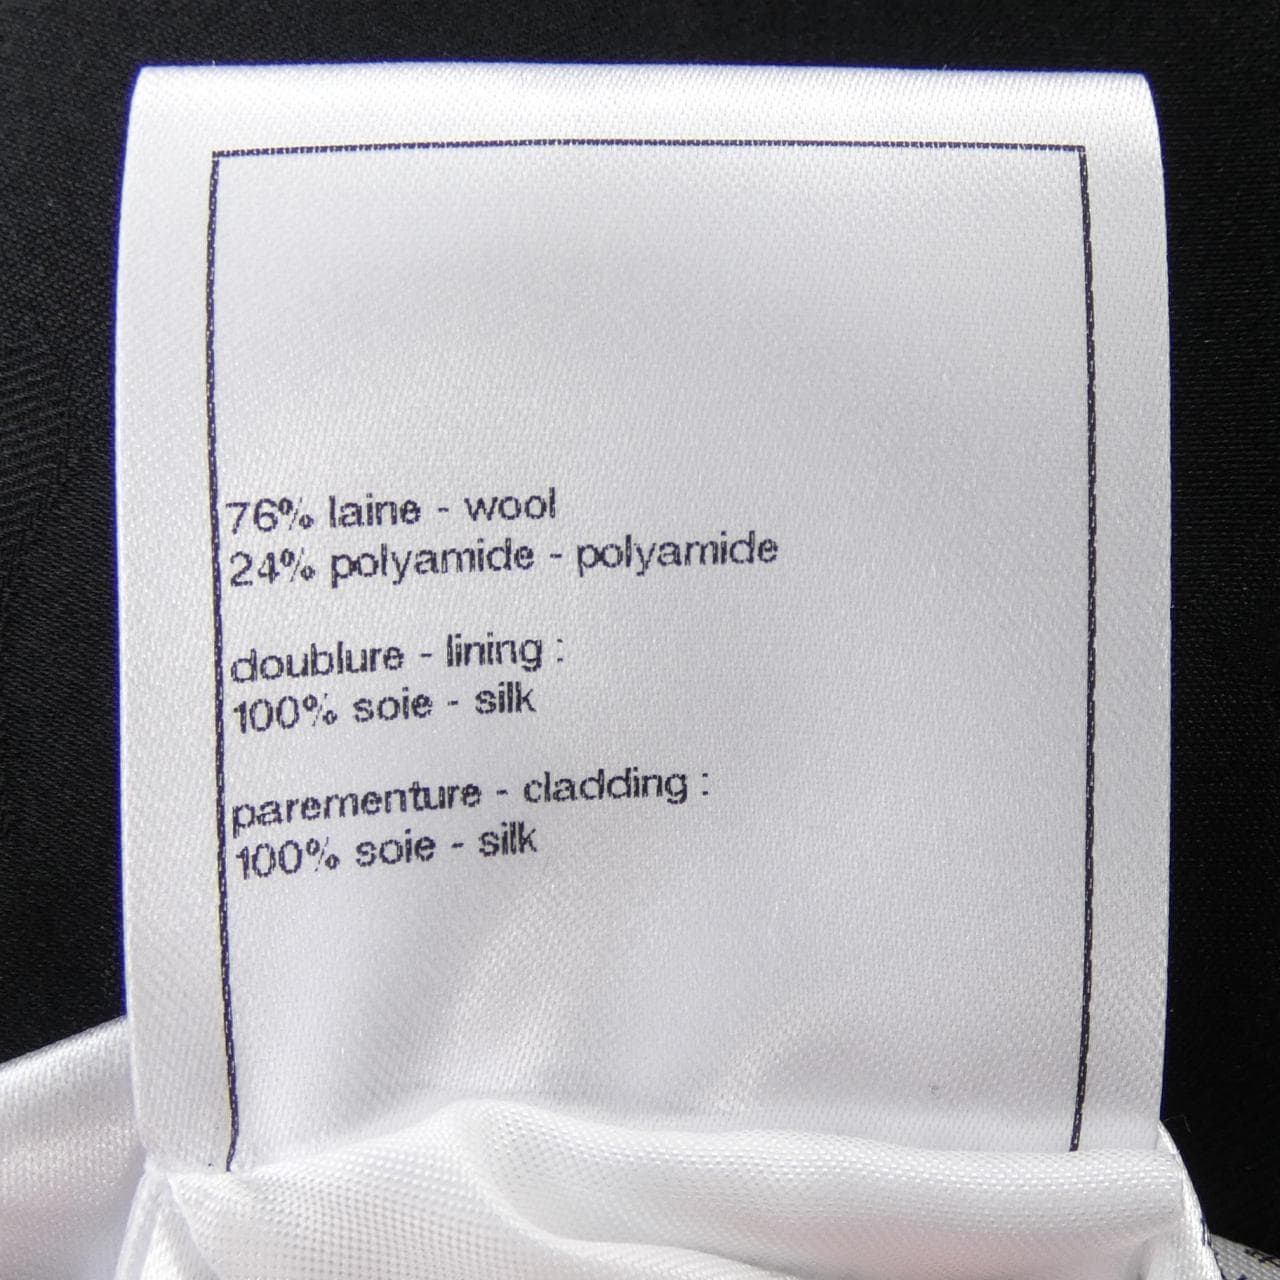 76% laine - wool
24% polyamide - polyamide
doublure - lining :
100% soie - silk
parementure - cladding :
100% soie - silk